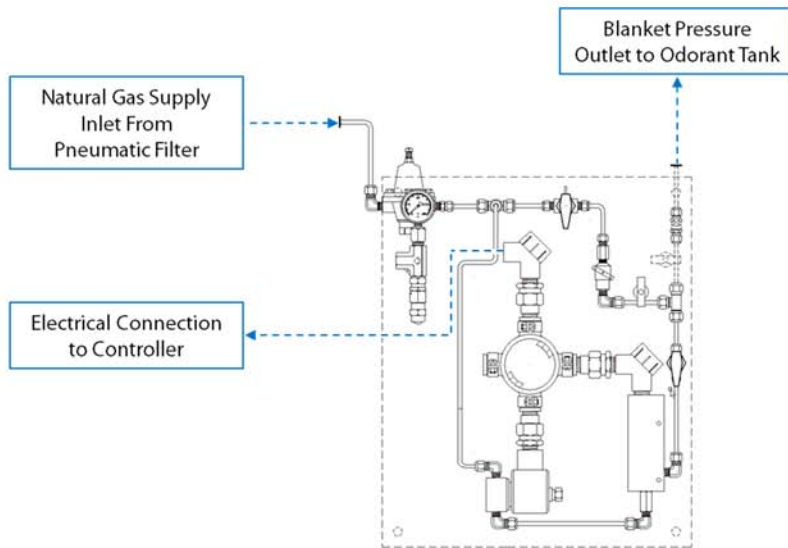 Blanket Pressure
Outlet to Odorant Tank
Natural Gas Supply
Inlet From
Pneumatic Filter
Electrical Connection
to Controller